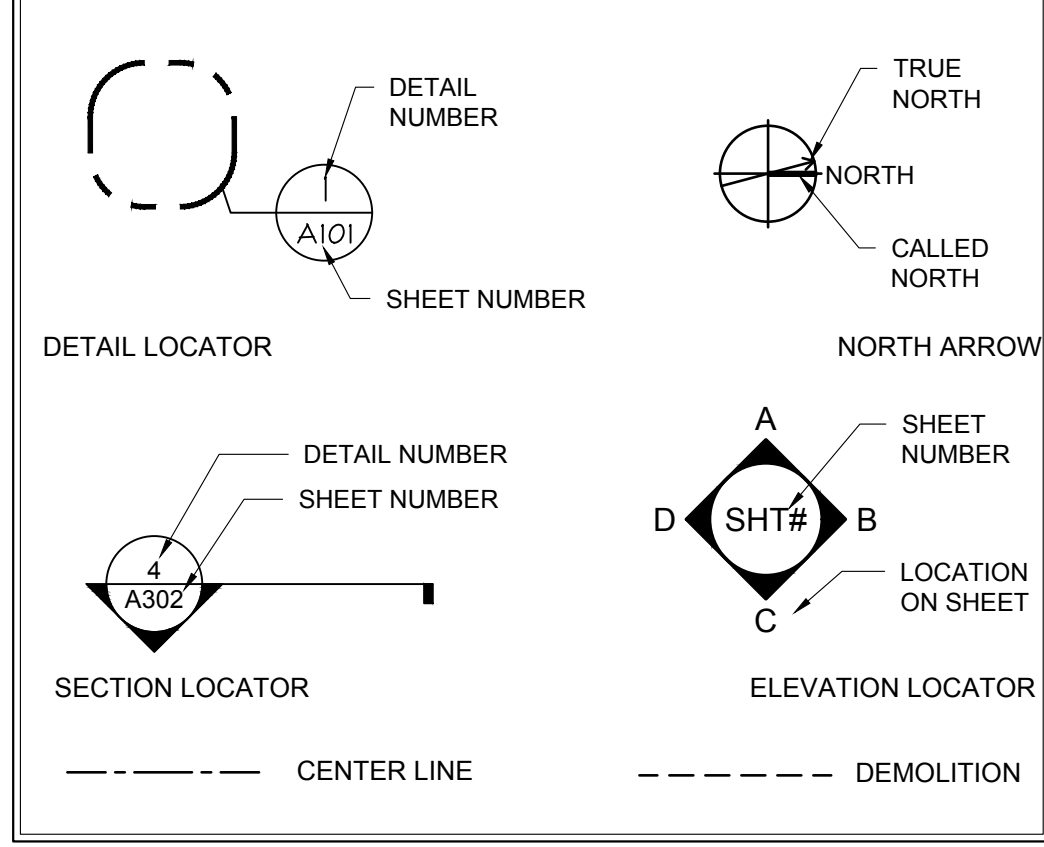 DETAIL
NUMBER
1
A101
SHEET NUMBER
DETAIL LOCATOR
TRUE
NORTH
NORTH
CALLED
NORTH
NORTH ARROW
DETAIL NUMBER
SHEET NUMBER
4
A302
SECTION LOCATOR
A
SHEET
NUMBER
D
SHT#
B
LOCATION
ON SHEET
C
ELEVATION LOCATOR
CENTER LINE
DEMOLITION